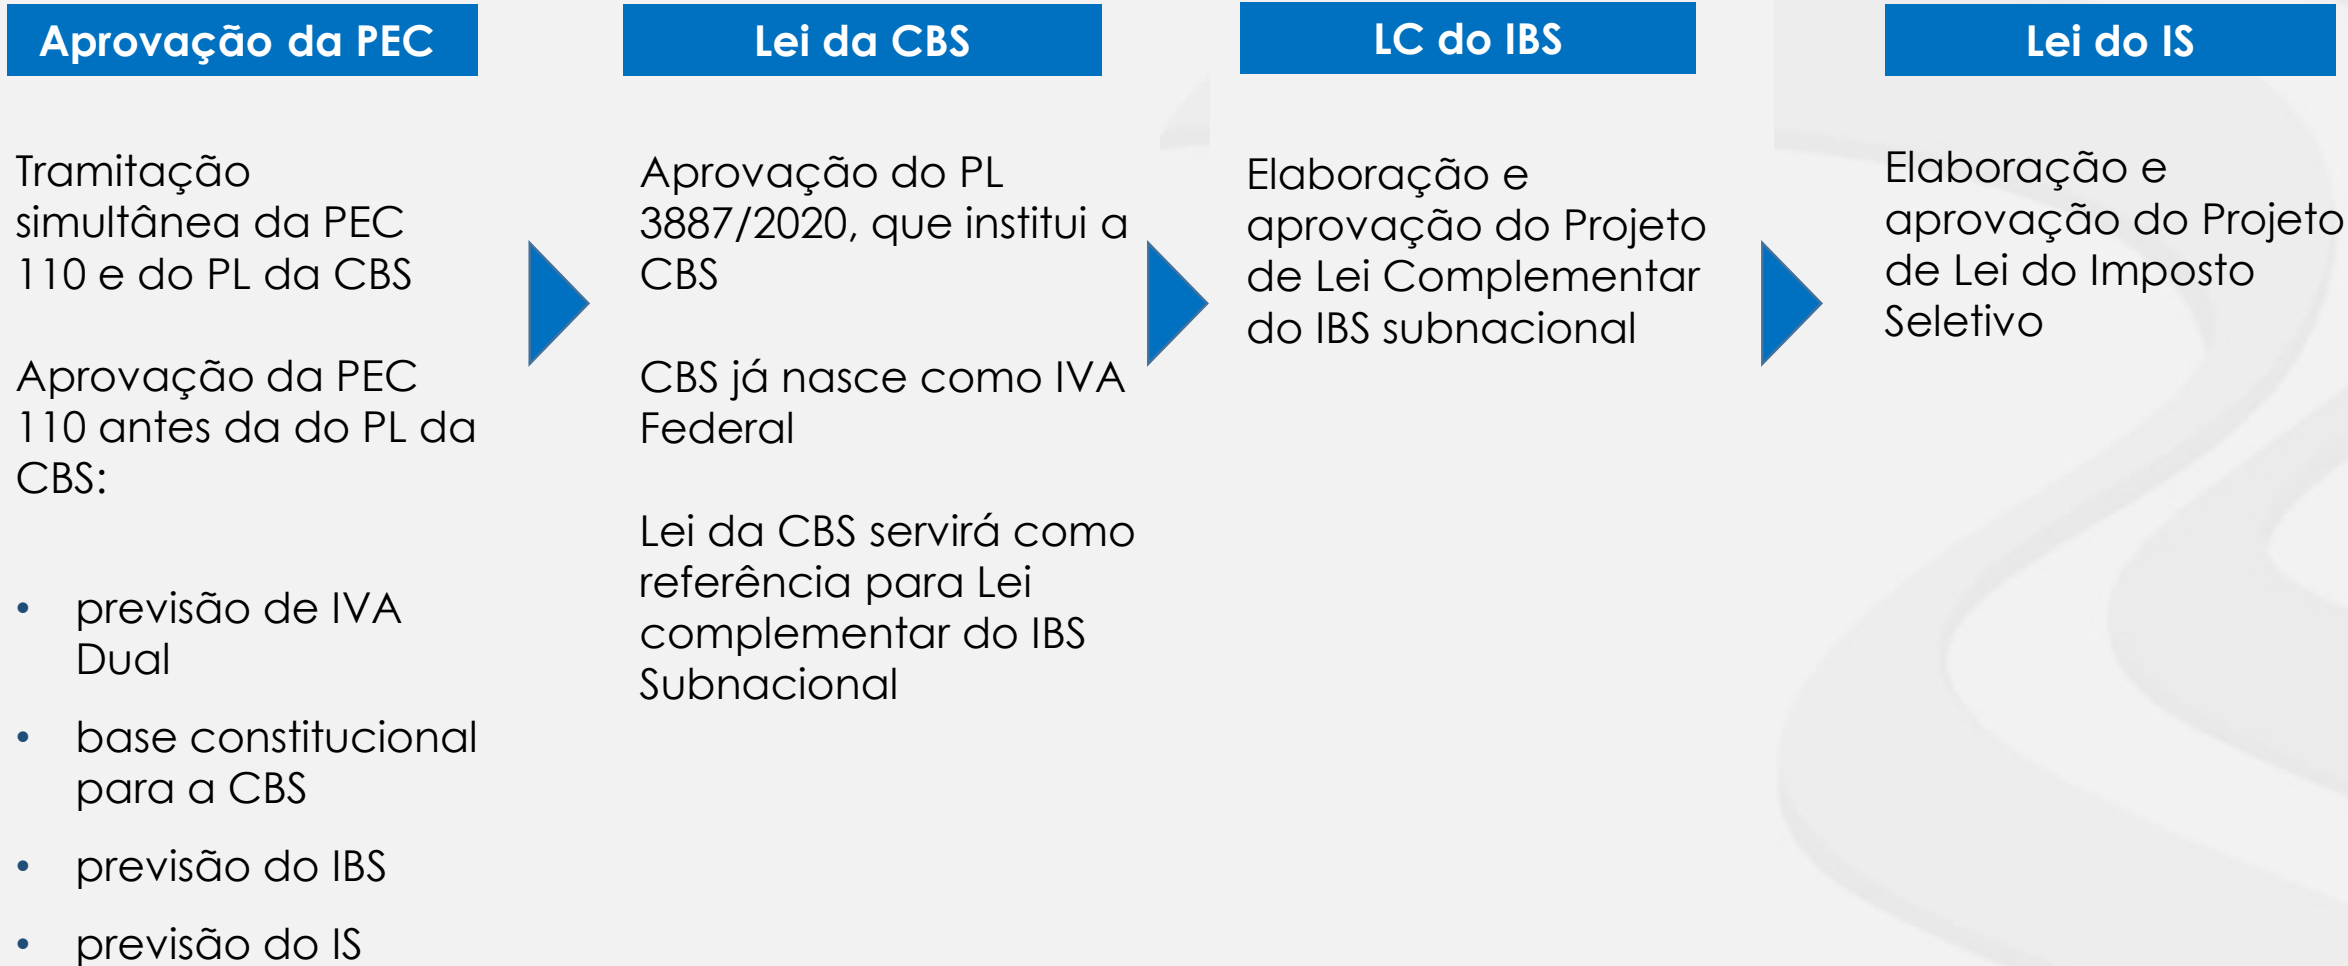 Aprovação da PEC
Tramitação
simultânea da PEC
110 e do PL da CBS
Aprovação da PEC
110 antes da do PL da
CBS:
• previsão de IVA
Dual
• base constitucional
para a CBS
• previsão do IBS
• previsão do IS
Lei da CBS
Aprovação do PL
3887/2020, que institui a
CBS
CBS já nasce como IVA
Federal
Lei da CBS servirá como
referência para Lei
complementar do IBS
Subnacional
LC do IBS
Elaboração e
aprovação do Projeto
de Lei Complementar
do IBS subnacional
Lei do IS
Elaboração e
aprovação do Projeto
de Lei do Imposto
Seletivo